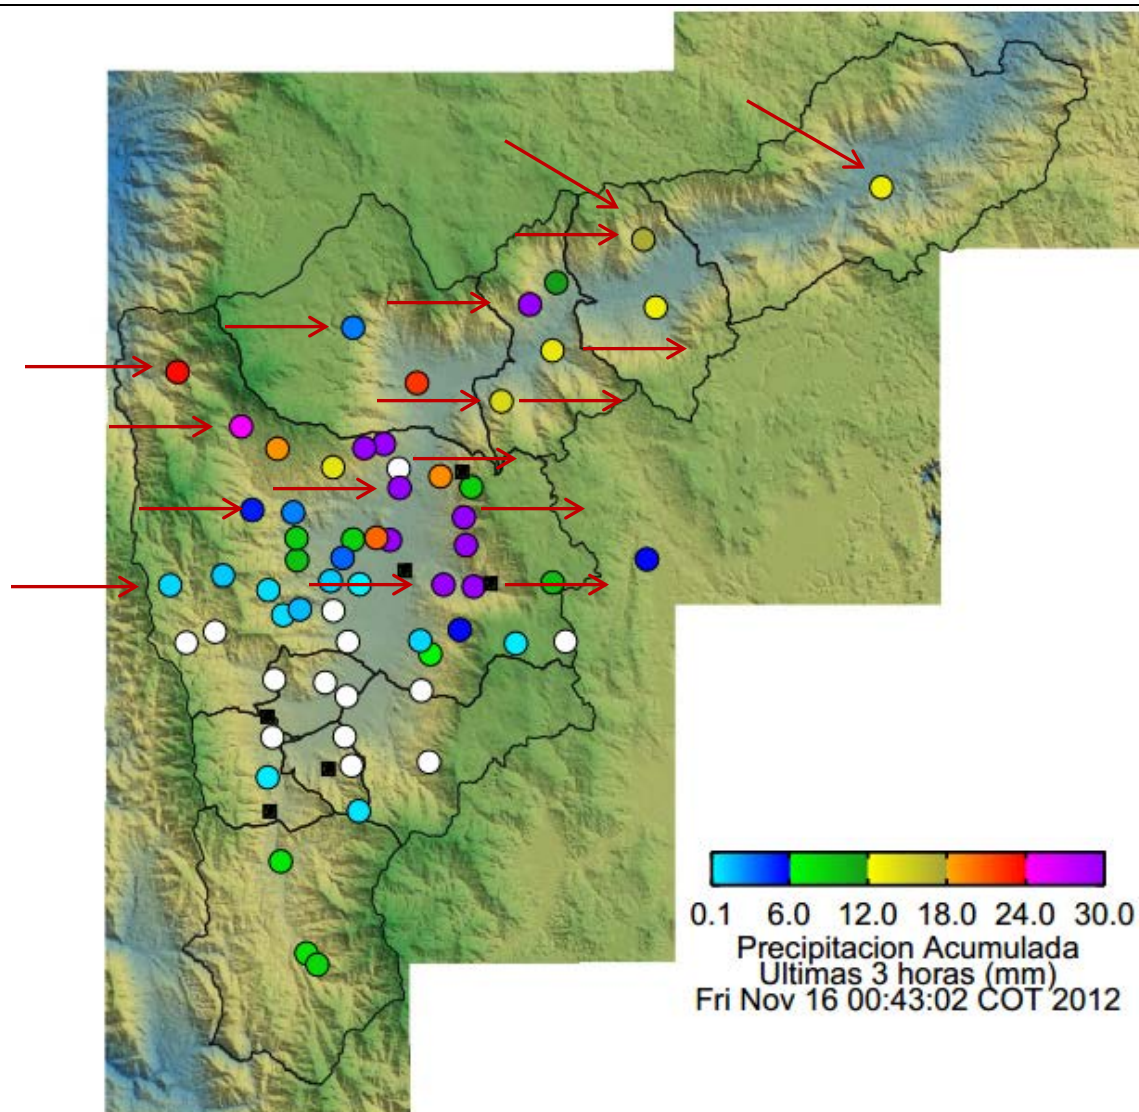 0.1 6.0 12.0 18.0 24.0 30.0
Precipitacion Acumulada
Ultimas 3 horas (mm)
Fri Nov 16 00:43:02 COT 2012